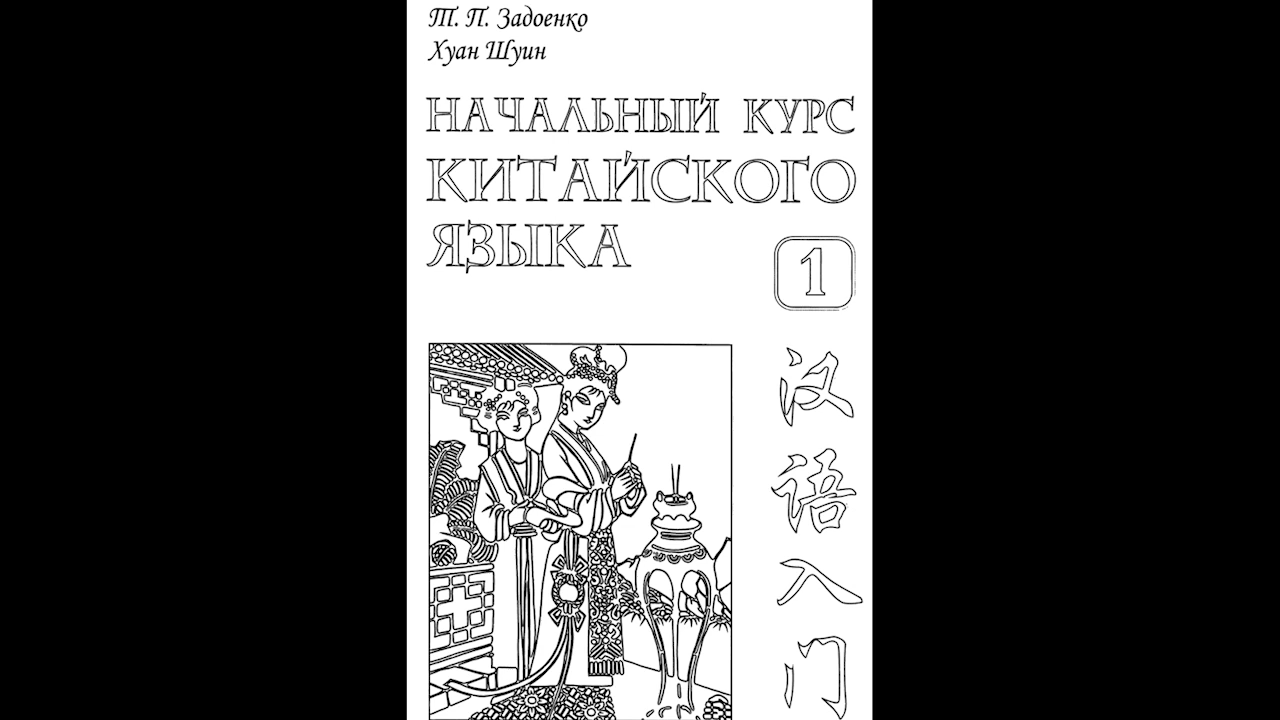 Т. П. Задоенко
Хуан Шуин
НАЧАЛЬНЫЙ КУРС
КИТАЙСКОГО
ЯЗЫКА
1
汉语入门